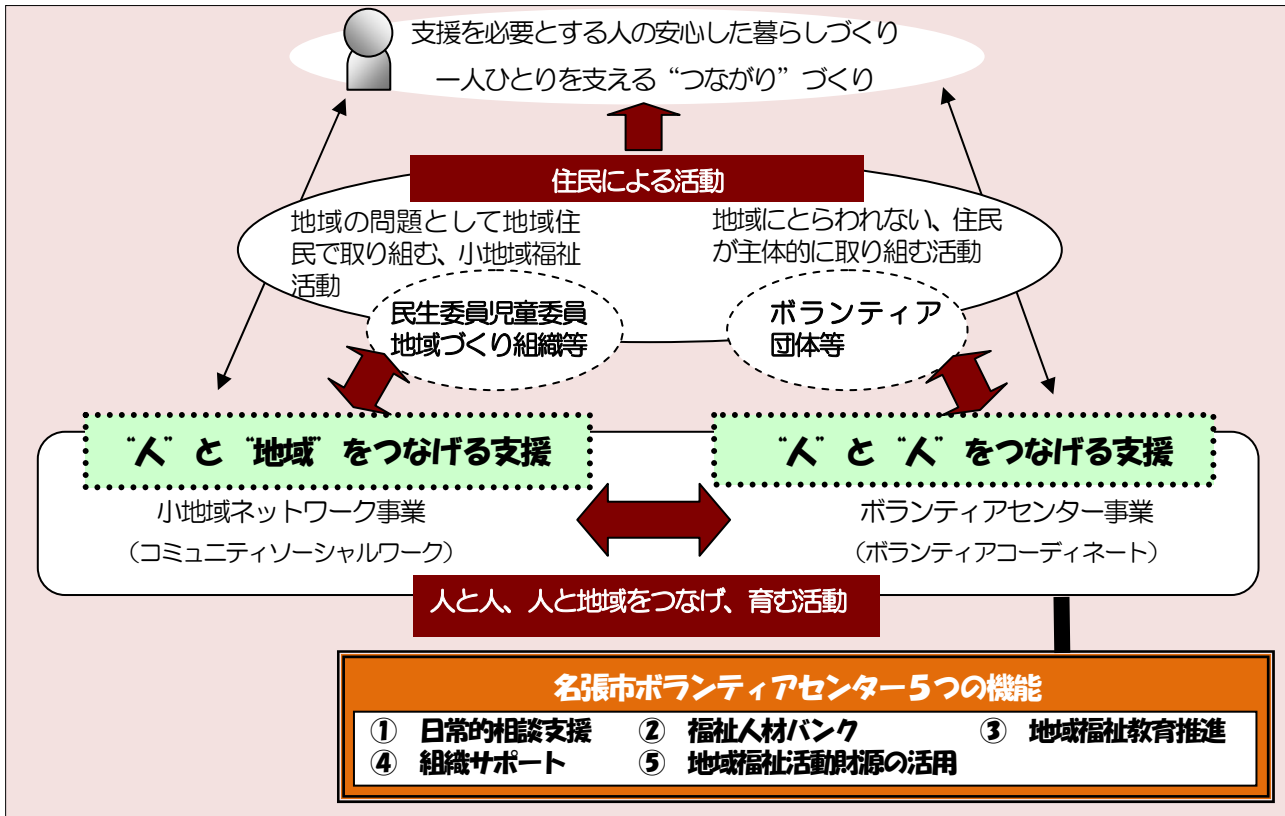 支援を必要とする人の安心した暮らしづくり
一人ひとりを支える“つながり”づくり
住民による活動
地域の問題として地域住
民で取り組む、小地域福祉
活動
地域にとらわれない、住民
が主体的に取り組む活動
民生委員児童委員
地域づくり組織等
ボランティア
団体等
“人”と“地域”をつなげる支援
“人”と“人”をつなげる支援
小地域ネットワーク事業
（コミュニティソーシャルワーク）
ボランティアセンター事業
（ボランティアコーディネート）
人と人、人と地域をつなげ、育む活動
名張市ボランティアセンター５つの機能
① 日常的相談支援 ② 福祉人材バンク ③ 地域福祉教育推進
④ 組織サポート ⑤ 地域福祉活動財源の活用